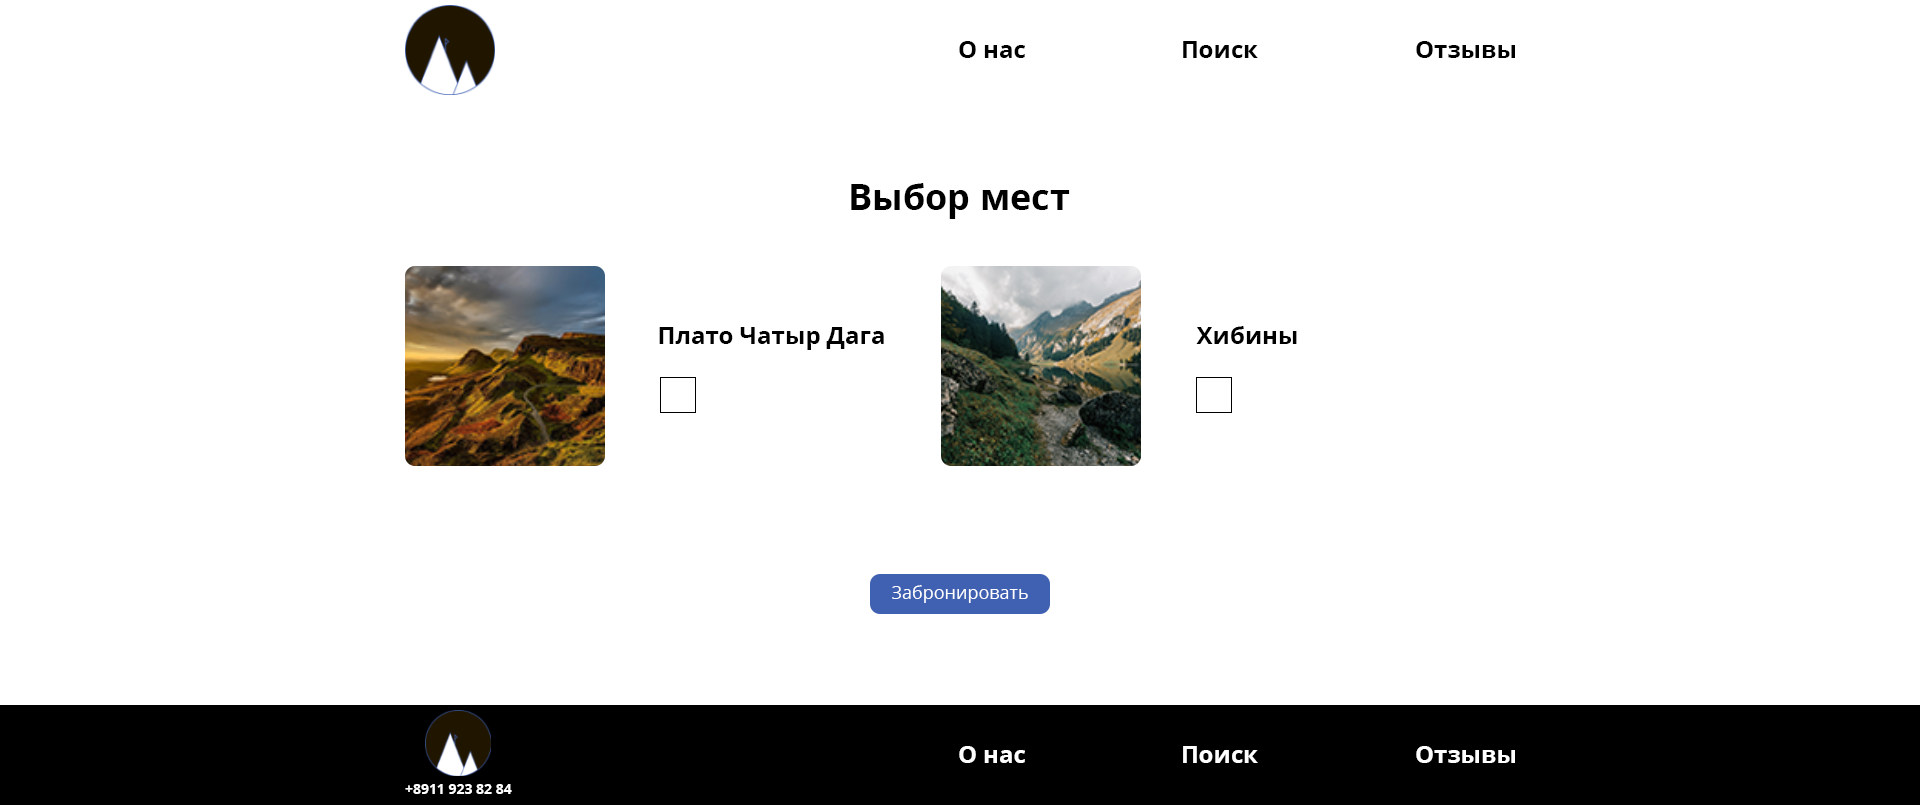 О нас
Поиск
Отзывы
Выбор мест
Плато Чатыр Дага
Хибины
Забронировать
О нас
Поиск
Отзывы
+8911 923 82 84